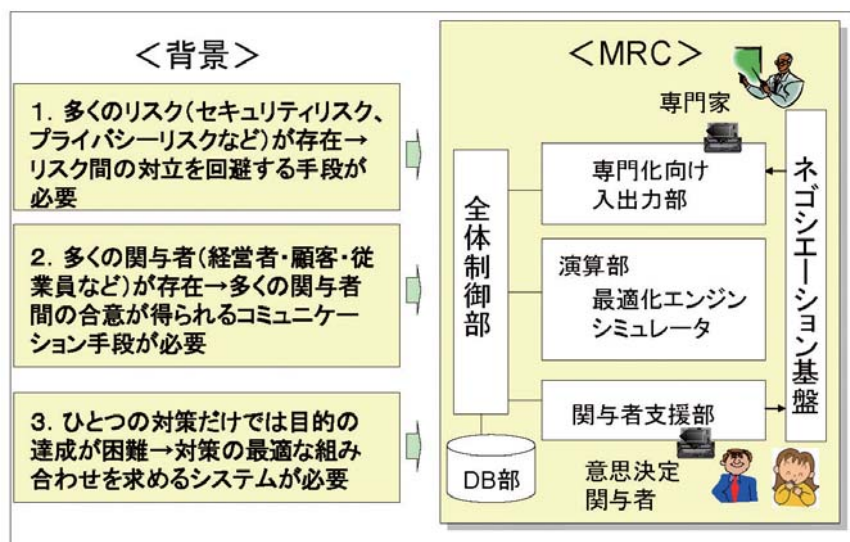 ＜背景＞
1．多くのリスク（セキュリティリスク、
プライバシーリスクなど）が存在→
リスク間の対立を回避する手段が
必要
2．多くの関与者（経営者・顧客・従
業員など）が存在→多くの関与者
間の合意が得られるコミュニケー
ション手段が必要
3．ひとつの対策だけでは目的の
達成が困難→対策の最適な組み
合わせを求めるシステムが必要
＜MRC＞
専門家
全体制御部
専門化向け
入出力部
演算部
最適化エンジン
シミュレータ
関与者支援部
ネゴシエーション基盤
DB部
意思決定
関与者